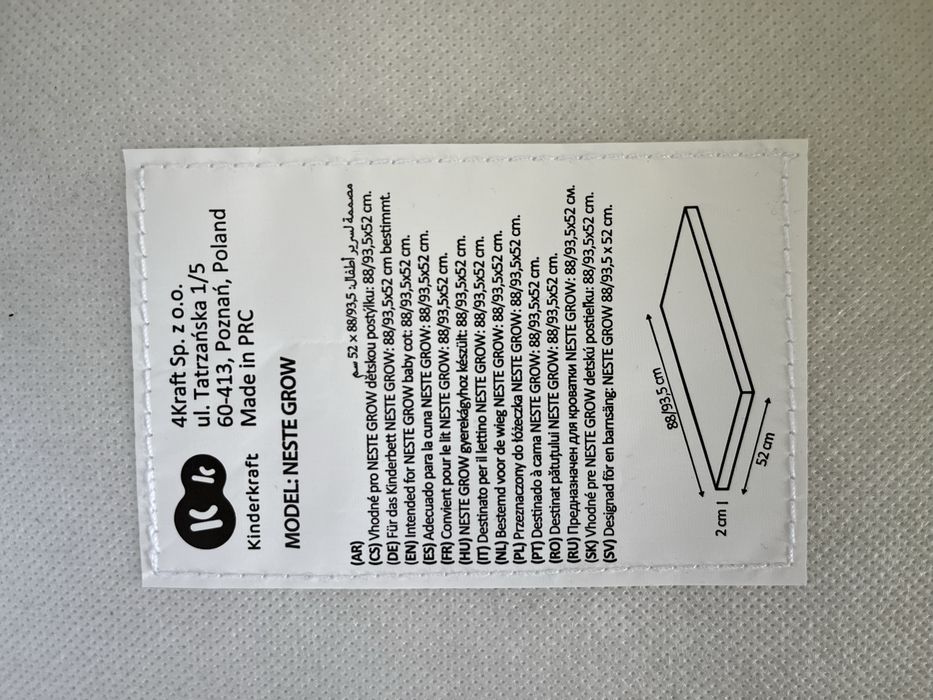 Kinderkraft
4Kraft Sp. z o.o.
ul. Tatrzańska 1/5
60-413, Poznań, Poland
Made in PRC
MODEL: NESTE GROW
(AR) مصممة لسرير أطفال: 88/93,5 x 52 سم
(CS) Vhodné pro NESTE GROW dětskou postýlku: 88/93,5x52 cm.
(DE) Für das Kinderbett NESTE GROW: 88/93,5x52 cm bestimmt.
(EN) Intended for NESTE GROW baby cot: 88/93,5x52 cm.
(ES) Adecuado para la cuna NESTE GROW: 88/93,5x52 cm.
(FR) Convient pour le lit NESTE GROW: 88/93,5x52 cm.
(HU) NESTE GROW gyerekágyhoz készült: 88/93,5x52 cm.
(IT) Destinato per il lettino NESTE GROW: 88/93,5x52 cm.
(NL) Bestemd voor de wieg NESTE GROW: 88/93,5x52 cm.
(PL) Przeznaczony do łóżeczka NESTE GROW: 88/93,5x52 cm.
(PT) Destinado à cama NESTE GROW: 88/93,5x52 cm.
(RO) Destinat pătuțului NESTE GROW: 88/93,5x52 cm.
(RU) Предназначен для кроватки NESTE GROW: 88/93,5x52 см.
(SK) Vhodné pre NESTE GROW detskú postieľku: 88/93,5x52 cm.
(SV) Designad för en barnsäng: NESTE GROW 88/93,5 x 52 cm.
88/93,5 cm
2 cm
52 cm